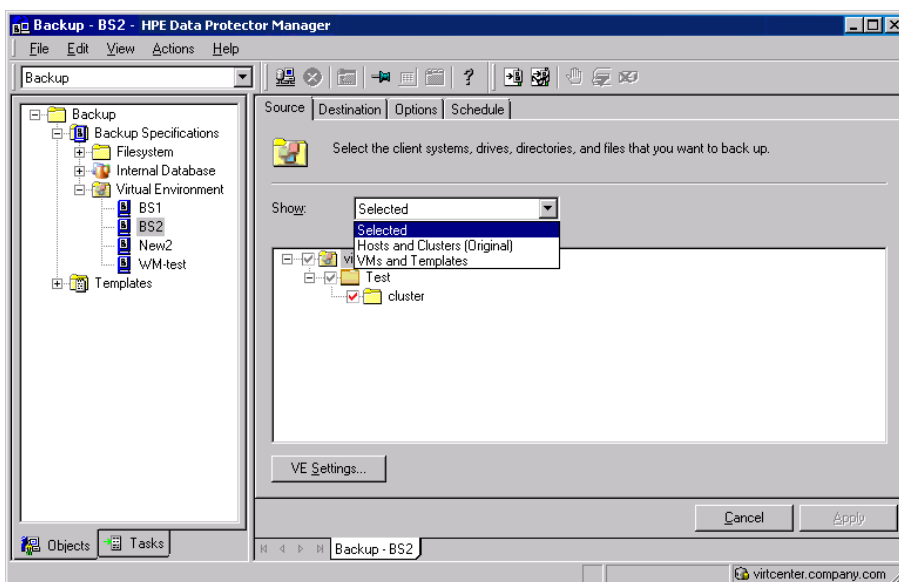 Backup - BS2 - HPE Data Protector Manager
File Edit View Actions Help
Backup
Backup
Backup Specifications
Filesystem
Internal Database
Virtual Environment
BS1
BS2
New2
WM-test
Templates
Objects Tasks
Source Destination Options Schedule
Select the client systems, drives, directories, and files that you want to back up.
Show: Selected
Selected
Hosts and Clusters (Original)
VMs and Templates
Test
cluster
VE Settings...
Cancel Apply
Backup - BS2
virtcenter.company.com